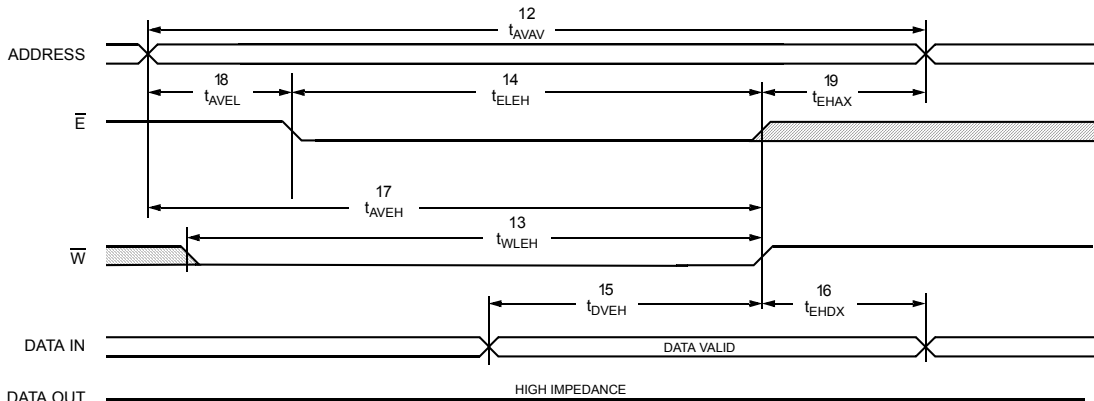 12
tAVAV
ADDRESS
18 14 19
tAVEL tELEH tEHAX
E
17
tAVEH
13
tWLEH
W
15 16
tDVEH tEHDX
DATA IN DATA VALID
HIGH IMPEDANCE
DATA OUT